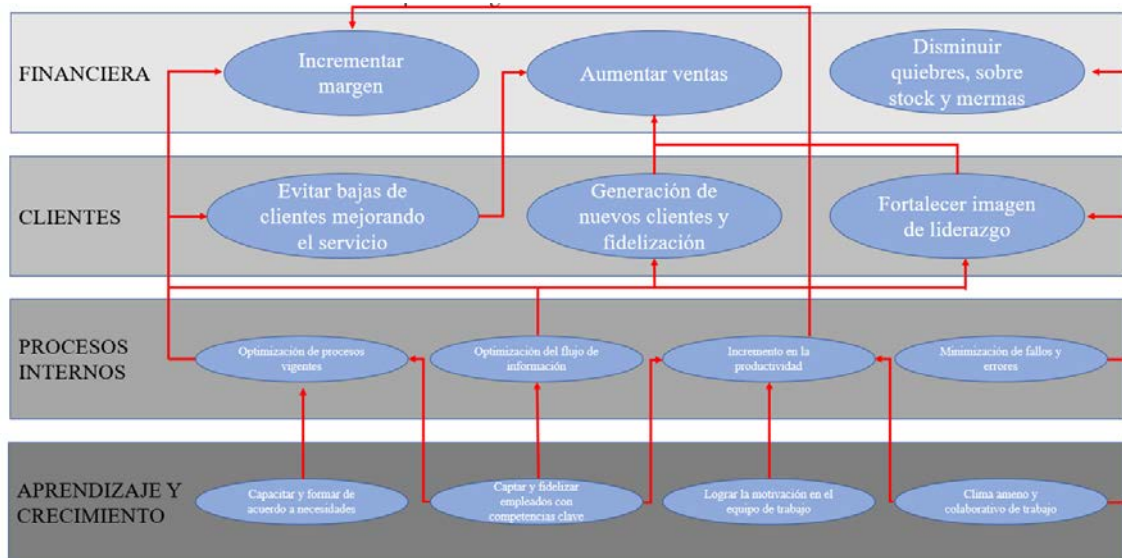 FINANCIERA
Incrementar
margen
Aumentar ventas
Disminuir
quiebres, sobre
stock y mermas
CLIENTES
Evitar bajas de
clientes mejorando
el servicio
Generación de
nuevos clientes y
fidelización
Fortalecer imagen
de liderazgo
PROCESOS
INTERNOS
Optimización de procesos
vigentes
Optimización del flujo de
información
Incremento en la
productividad
Minimización de fallos y
errores
APRENDIZAJE Y
CRECIMIENTO
Capacitar y formar de
acuerdo a necesidades
Captar y fidelizar
empleados con
competencias clave
Lograr la motivación en el
equipo de trabajo
Clima ameno y
colaborativo de trabajo